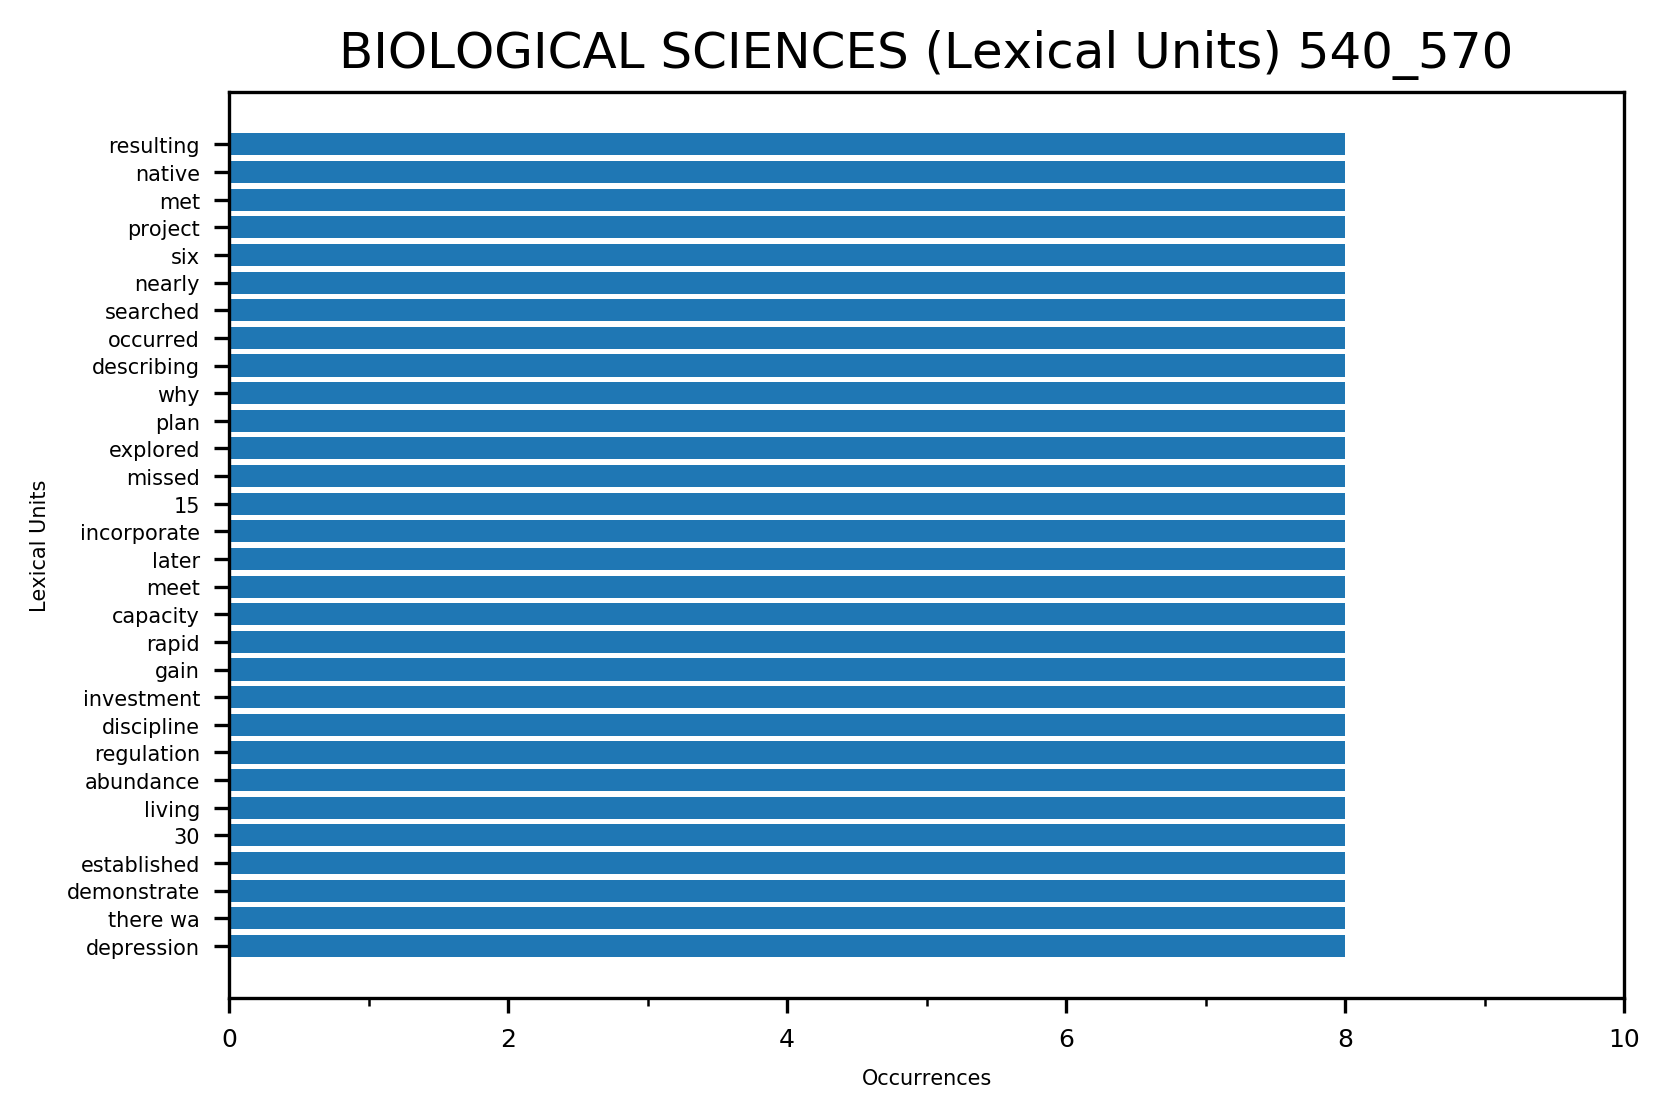 BIOLOGICAL SCIENCES (Lexical Units) 540_570
resulting
native
met
project
six
nearly
searched
occurred
describing
why
plan
explored
missed
15
incorporate
later
meet
capacity
rapid
gain
investment
discipline
regulation
abundance
living
30
established
demonstrate
there wa
depression
Lexical Units
0 2 4 6 8 10
Occurrences